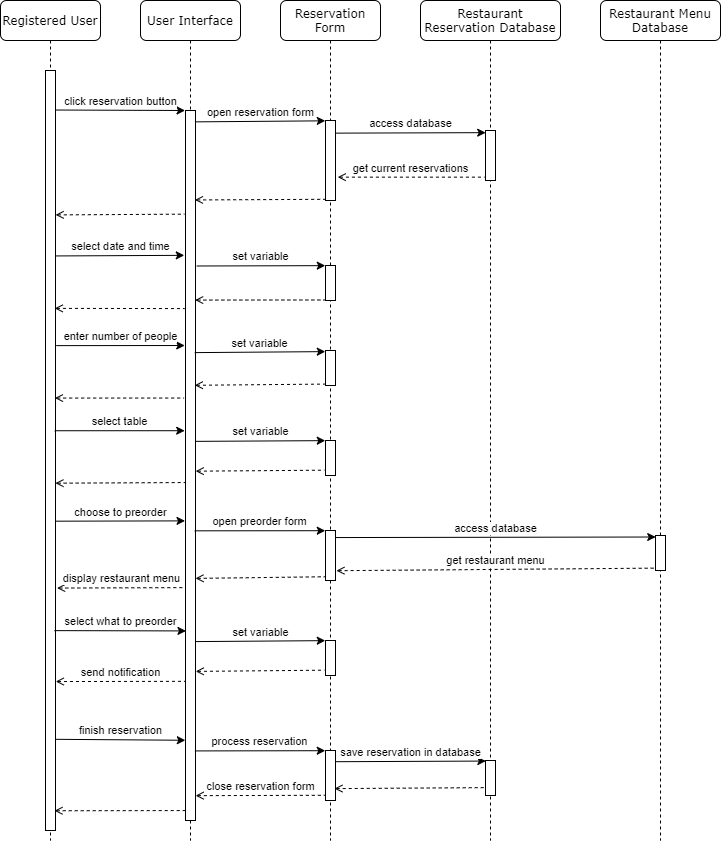 Registered User
User Interface
Reservation
Form
Restaurant
Reservation Database
Restaurant Menu
Database
click reservation button
open reservation form
access database
get current reservations
select date and time
set variable
enter number of people
set variable
select table
set variable
choose to preorder
open preorder form
access database
get restaurant menu
display restaurant menu
select what to preorder
set variable
send notification
finish reservation
process reservation
save reservation in database
close reservation form